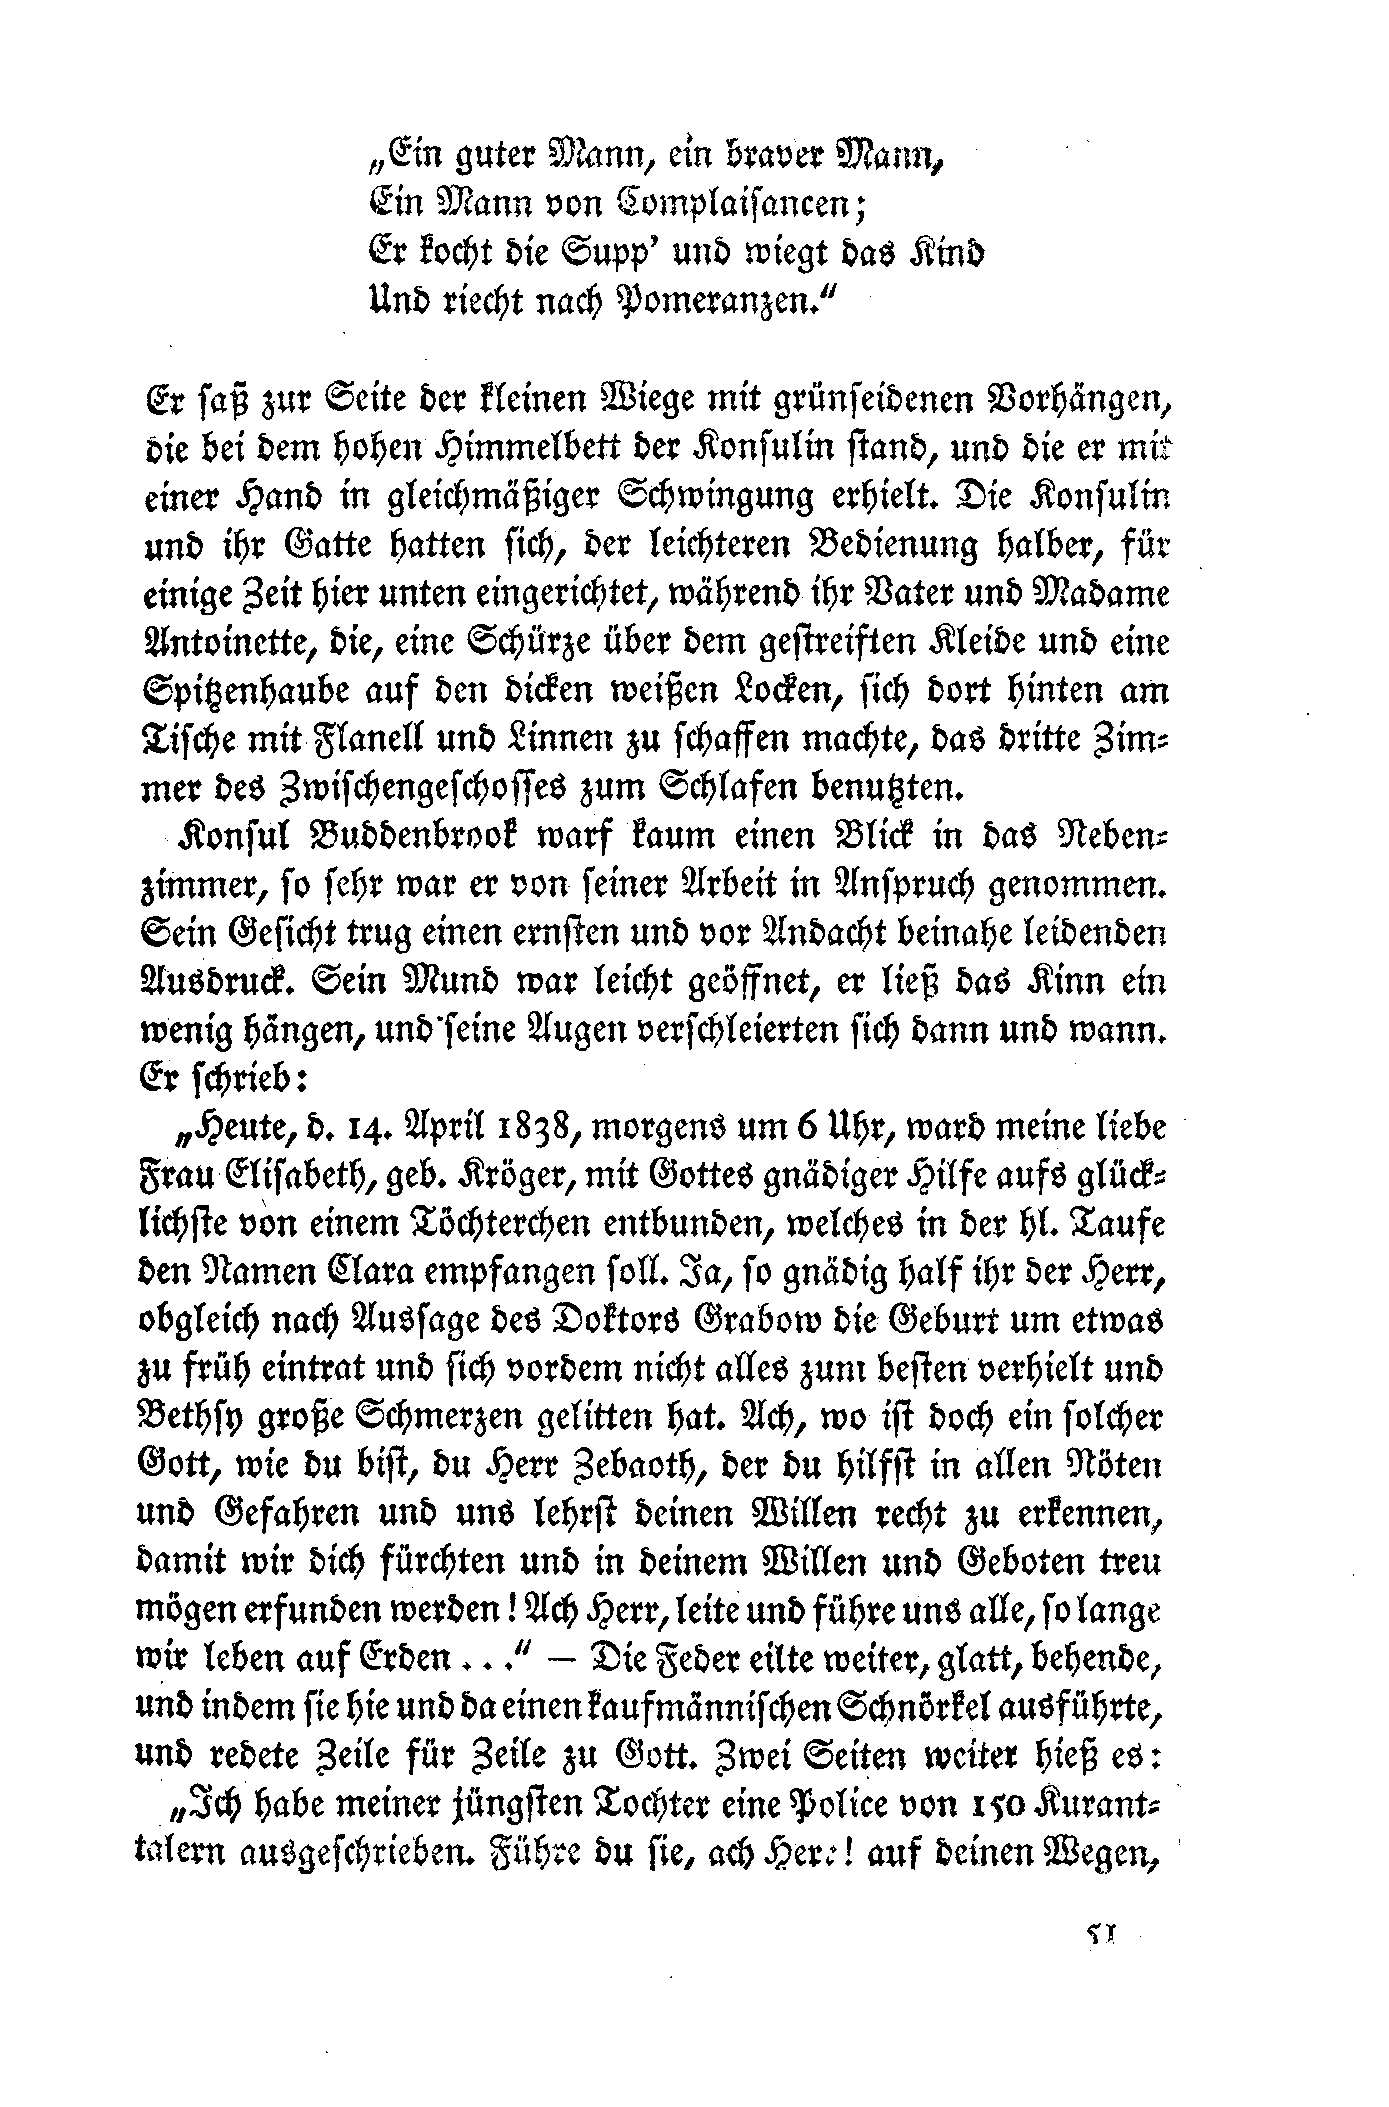 „Ein guter Mann, ein braver Mann,
Ein Mann von Complaisancen;
Er kocht die Supp’ und wiegt das Kind
Und riecht nach Pomeranzen.“
Er saß zur Seite der kleinen Wiege mit grünseidenen Vorhängen,
die bei dem hohen Himmelbett der Konsulin stand, und die er mit
einer Hand in gleichmäßiger Schwingung erhielt. Die Konsulin
und ihr Gatte hatten sich, der leichteren Bedienung halber, für
einige Zeit hier unten eingerichtet, während ihr Vater und Madame
Antoinette, die, eine Schürze über dem gestreiften Kleide und eine
Spitzenhaube auf den dicken weißen Locken, sich dort hinten am
Tische mit Flanell und Linnen zu schaffen machte, das dritte Zim-
mer des Zwischengeschosses zum Schlafen benutzten.
Konsul Buddenbrook warf kaum einen Blick in das Neben-
zimmer, so sehr war er von seiner Arbeit in Anspruch genommen.
Sein Gesicht trug einen ernsten und vor Andacht beinahe leidenden
Ausdruck. Sein Mund war leicht geöffnet, er ließ das Kinn ein
wenig hängen, und seine Augen verschleierten sich dann und wann.
Er schrieb:
„Heute, d. 14. April 1838, morgens um 6 Uhr, ward meine liebe
Frau Elisabeth, geb. Kröger, mit Gottes gnädiger Hilfe aufs glück-
lichste von einem Töchterchen entbunden, welches in der hl. Taufe
den Namen Clara empfangen soll. Ja, so gnädig half ihr der Herr,
obgleich nach Aussage des Doktors Grabow die Geburt um etwas
zu früh eintrat und sich vordem nicht alles zum besten verhielt und
Bethsy große Schmerzen gelitten hat. Ach, wo ist doch ein solcher
Gott, wie du bist, du Herr Zebaoth, der du hilfst in allen Nöten
und Gefahren und uns lehrst deinen Willen recht zu erkennen,
damit wir dich fürchten und in deinem Willen und Geboten treu
mögen erfunden werden! Ach Herr, leite und führe uns alle, so lange
wir leben auf Erden . . .“ — Die Feder eilte weiter, glatt, behende,
und indem sie hie und da einen kaufmännischen Schnörkel ausführte,
und redete Zeile für Zeile zu Gott. Zwei Seiten weiter hieß es:
„Ich habe meiner jüngsten Tochter eine Police von 150 Kurant-
talern ausgeschrieben. Führe du sie, ach Herr! auf deinen Wegen,
51